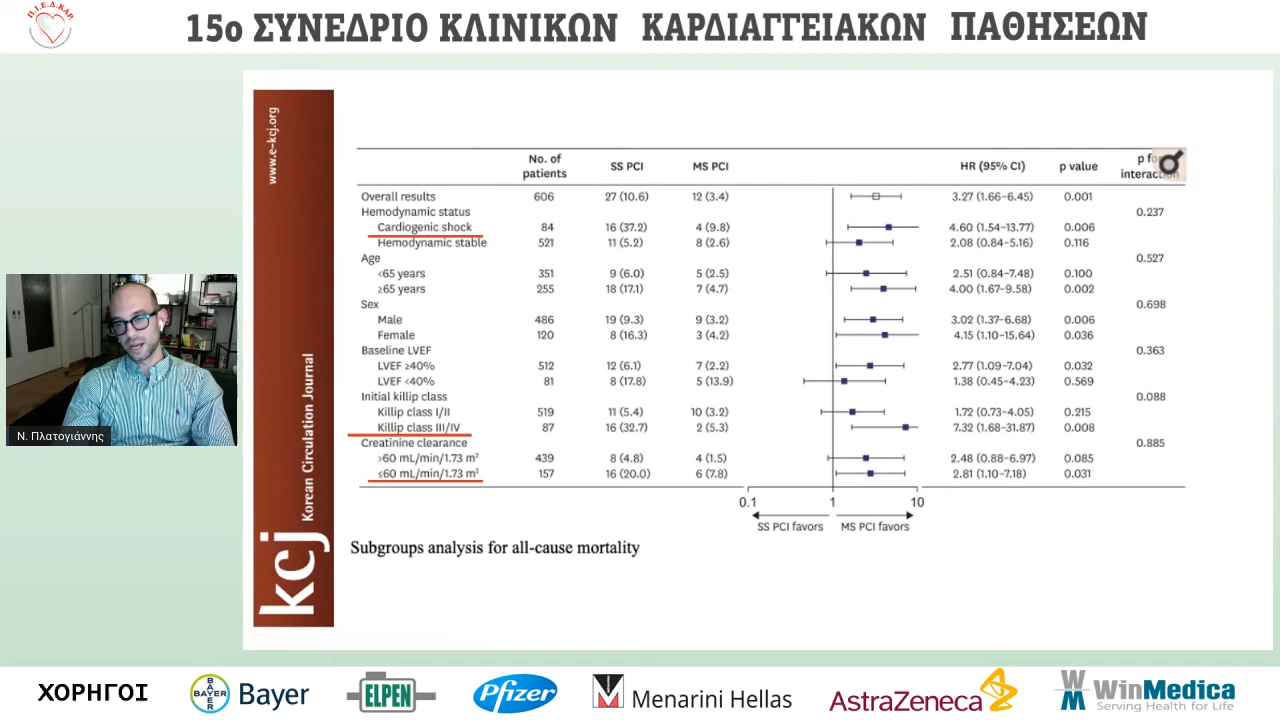 Π.Ι.Ε.Δ.ΚΑΡ.
15ο ΣΥΝΕΔΡΙΟ ΚΛΙΝΙΚΩΝ ΚΑΡΔΙΑΓΓΕΙΑΚΩΝ ΠΑΘΗΣΕΩΝ
www.e-kcj.org
Korean Circulation Journal
kcj
No. of patients SS PCI MS PCI HR (95% CI) p value p for interaction
Overall results 606 27 (10.6) 12 (3.4) 3.27 (1.66–6.45) 0.001
Hemodynamic status 0.237
Cardiogenic shock 84 16 (37.2) 4 (9.8) 4.60 (1.54–13.77) 0.006
Hemodynamic stable 521 11 (5.2) 8 (2.6) 2.08 (0.84–5.16) 0.116
Age 0.527
<65 years 351 9 (6.0) 5 (2.5) 2.51 (0.84–7.48) 0.100
≥65 years 255 18 (17.1) 7 (4.7) 4.00 (1.67–9.58) 0.002
Sex 0.698
Male 486 19 (9.3) 9 (3.2) 3.02 (1.37–6.68) 0.006
Female 120 8 (16.3) 3 (4.2) 4.15 (1.10–15.64) 0.036
Baseline LVEF 0.363
LVEF ≥40% 512 12 (6.1) 7 (2.2) 2.77 (1.09–7.04) 0.032
LVEF <40% 81 8 (17.8) 5 (13.9) 1.38 (0.45–4.23) 0.569
Initial killip class 0.088
Killip class I/II 519 11 (5.4) 10 (3.2) 1.72 (0.73–4.05) 0.215
Killip class III/IV 87 16 (32.7) 2 (5.3) 7.32 (1.68–31.87) 0.008
Creatinine clearance 0.885
>60 mL/min/1.73 m² 439 8 (4.8) 4 (1.5) 2.48 (0.88–6.97) 0.085
≤60 mL/min/1.73 m² 157 16 (20.0) 6 (7.8) 2.81 (1.10–7.18) 0.031
0.1 1 10
SS PCI favors MS PCI favors
Subgroups analysis for all-cause mortality
Ν. Πλατογιάννης
ΧΟΡΗΓΟΙ
BAYER
BAYER
Bayer
ELPEN
Pfizer
Menarini Hellas
AstraZeneca
WinMedica
Serving Health for Life